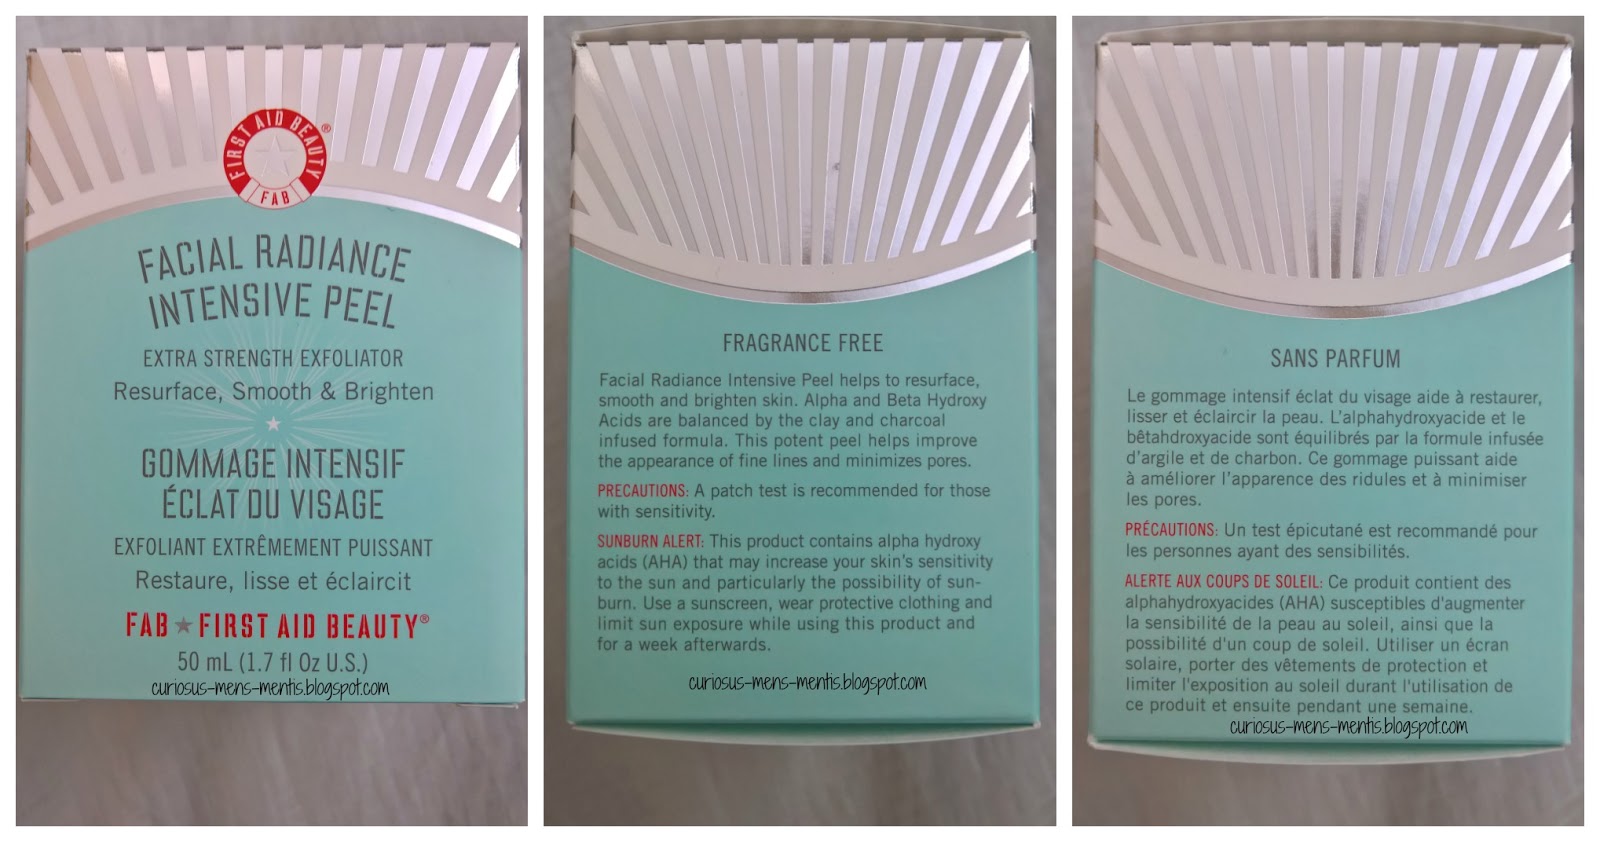 FIRST AID BEAUTY®
FAB
FACIAL RADIANCE
INTENSIVE PEEL
EXTRA STRENGTH EXFOLIATOR
Resurface, Smooth & Brighten
GOMMAGE INTENSIF
ÉCLAT DU VISAGE
EXFOLIANT EXTRÊMEMENT PUISSANT
Restaure, lisse et éclaircit
FAB ★ FIRST AID BEAUTY®
50 mL (1.7 fl Oz U.S.)
curiosus-mens-mentis.blogspot.com
FRAGRANCE FREE
Facial Radiance Intensive Peel helps to resurface,
smooth and brighten skin. Alpha and Beta Hydroxy
Acids are balanced by the clay and charcoal
infused formula. This potent peel helps improve
the appearance of fine lines and minimizes pores.
PRECAUTIONS: A patch test is recommended for those
with sensitivity.
SUNBURN ALERT: This product contains alpha hydroxy
acids (AHA) that may increase your skin's sensitivity
to the sun and particularly the possibility of sun-
burn. Use a sunscreen, wear protective clothing and
limit sun exposure while using this product and
for a week afterwards.
curiosus-mens-mentis.blogspot.com
SANS PARFUM
Le gommage intensif éclat du visage aide à restaurer,
lisser et éclaircir la peau. L'alphahydroxyacide et le
bêtahdroxyacide sont équilibrés par la formule infusée
d'argile et de charbon. Ce gommage puissant aide
à améliorer l'apparence des ridules et à minimiser
les pores.
PRÉCAUTIONS: Un test épicutané est recommandé pour
les personnes ayant des sensibilités.
ALERTE AUX COUPS DE SOLEIL: Ce produit contient des
alphahydroxyacides (AHA) susceptibles d'augmenter
la sensibilité de la peau au soleil, ainsi que la
possibilité d'un coup de soleil. Utiliser un écran
solaire, porter des vêtements de protection et
limiter l'exposition au soleil durant l'utilisation de
ce produit et ensuite pendant une semaine.
curiosus-mens-mentis.blogspot.com